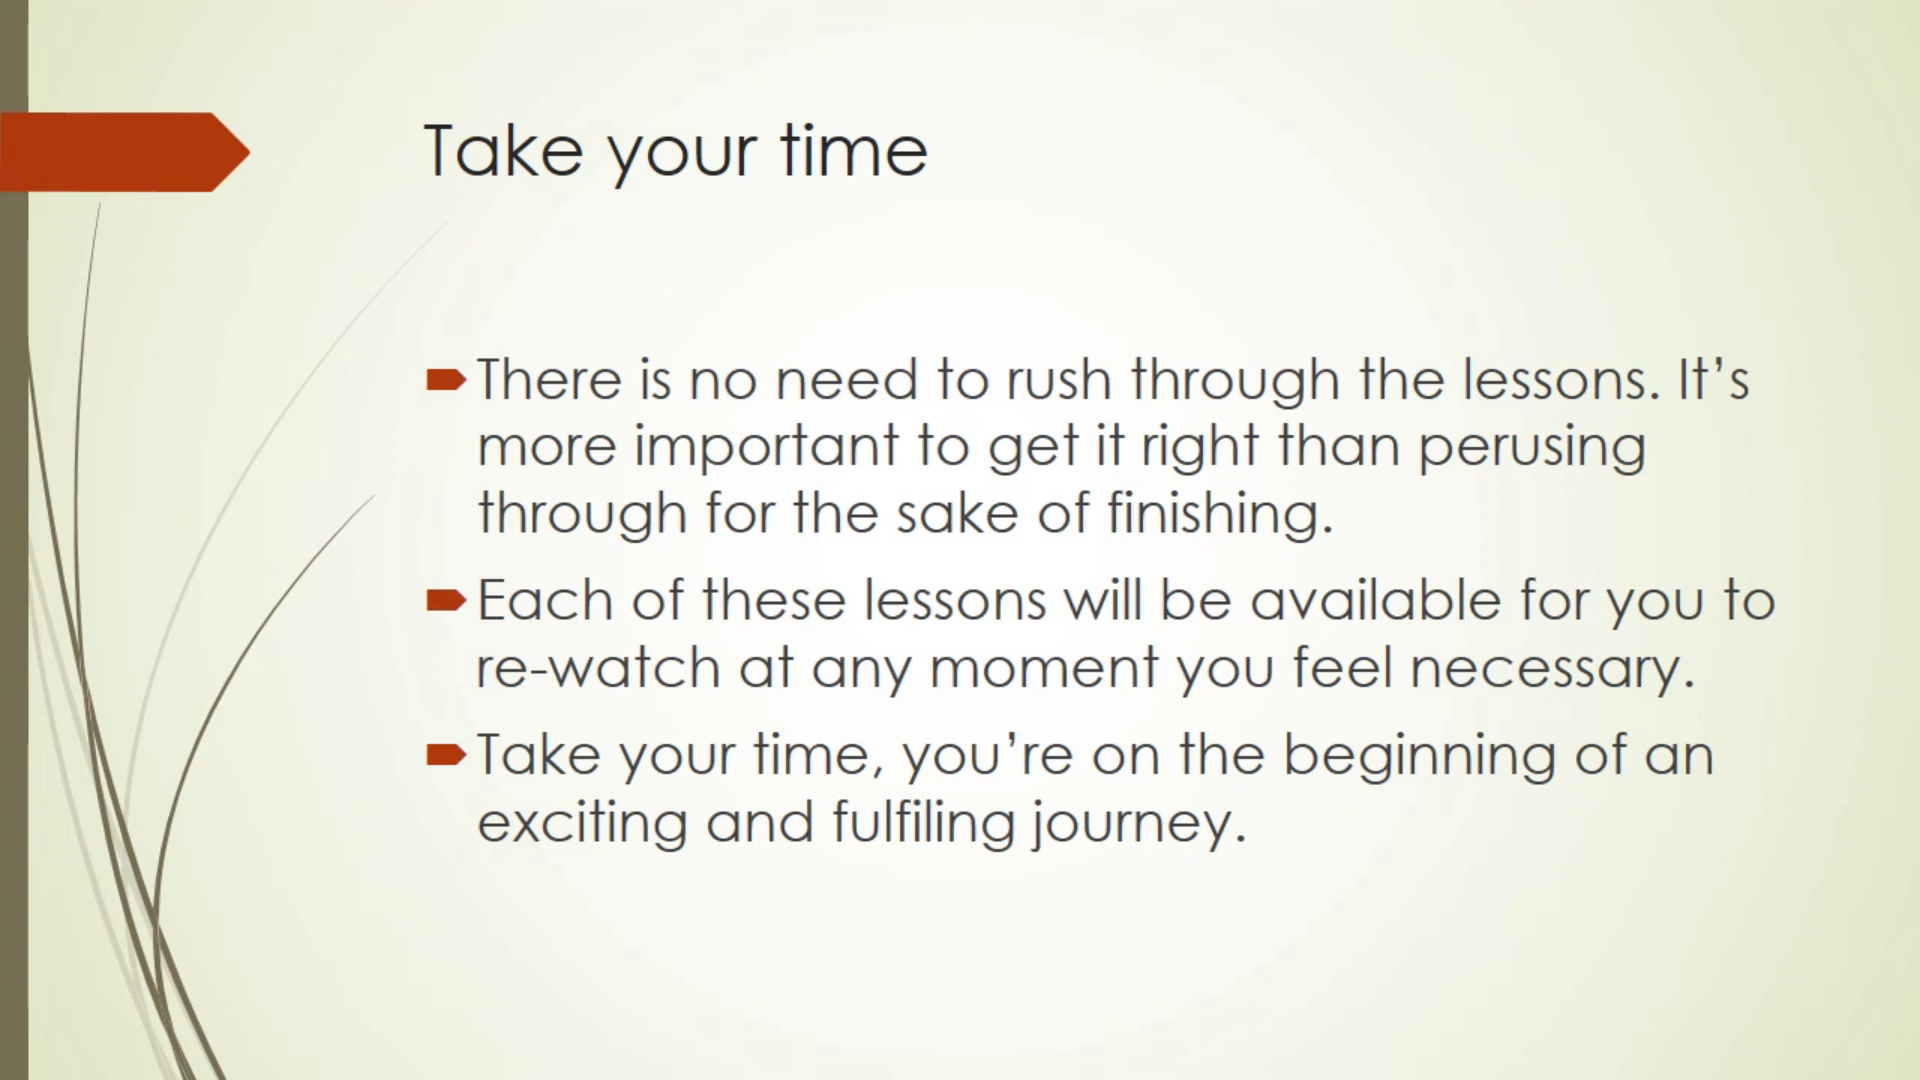 Take your time
There is no need to rush through the lessons. It’s
more important to get it right than perusing
through for the sake of finishing.
Each of these lessons will be available for you to
re-watch at any moment you feel necessary.
Take your time, you’re on the beginning of an
exciting and fulfiling journey.